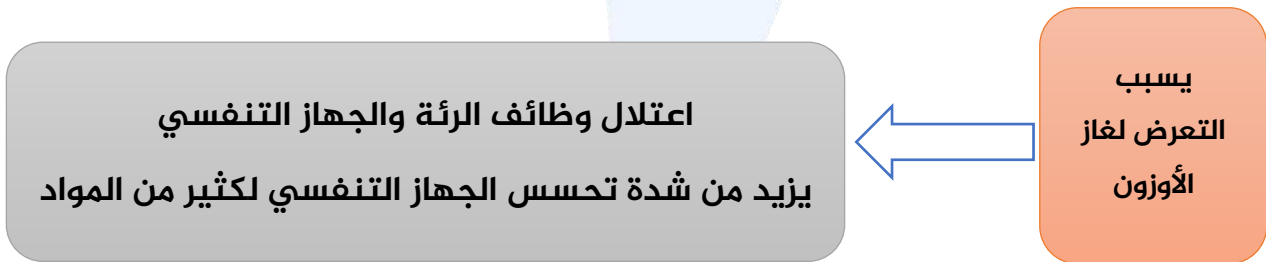 يسبب
التعرض لغاز
الأوزون
اعتلال وظائف الرئة والجهاز التنفسي
يزيد من شدة تحسس الجهاز التنفسي لكثير من المواد